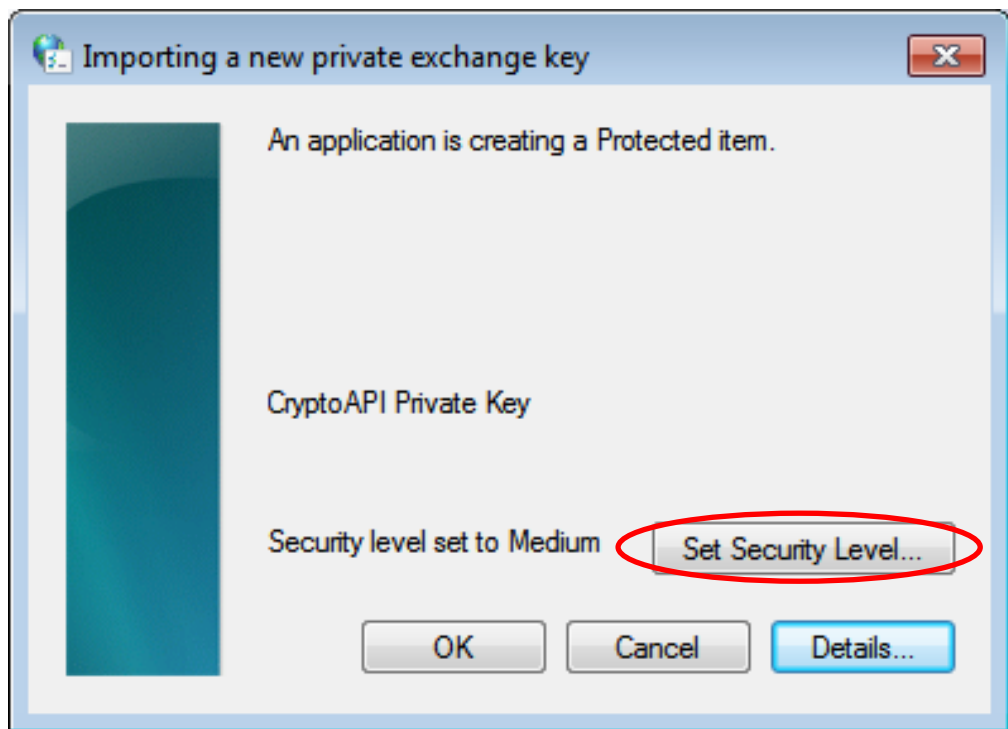 Importing a new private exchange key
An application is creating a Protected item.
CryptoAPI Private Key
Security level set to Medium
Set Security Level...
OK
Cancel
Details...